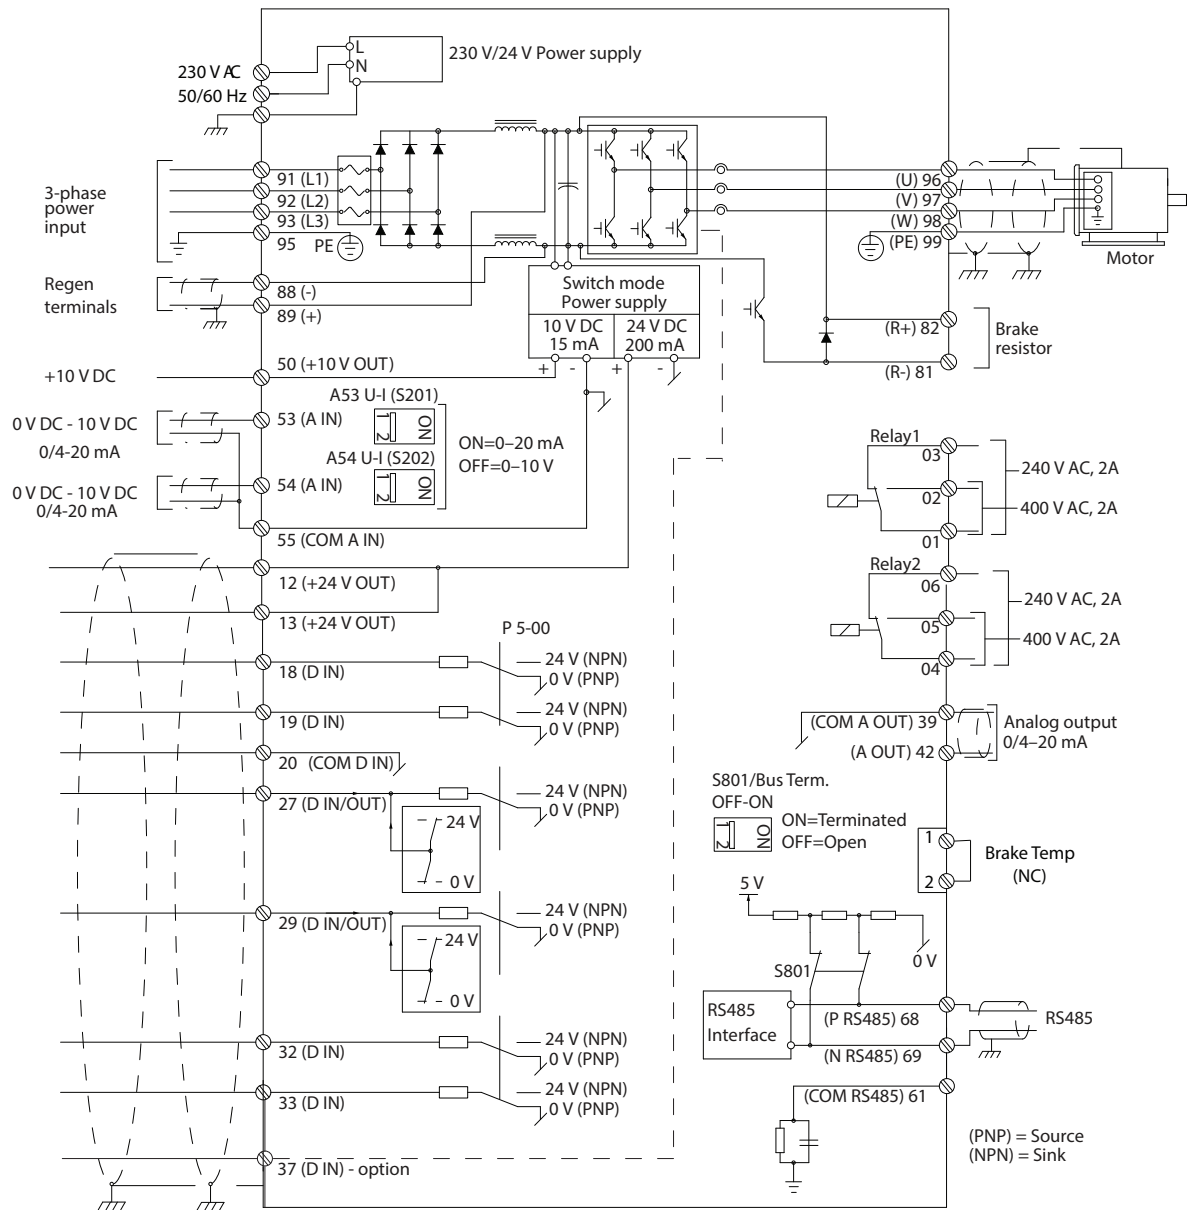 230 V AC
50/60 Hz
L
N
230 V/24 V Power supply
3-phase
power
input
91 (L1)
92 (L2)
93 (L3)
95
PE
(U) 96
(V) 97
(W) 98
(PE) 99
Motor
Regen
terminals
88 (-)
89 (+)
Switch mode
Power supply
10 V DC
15 mA
24 V DC
200 mA
+
-
+
-
(R+) 82
(R-) 81
Brake
resistor
+10 V DC
50 (+10 V OUT)
0 V DC - 10 V DC
0/4-20 mA
53 (A IN)
A53 U-I (S201)
1 2
ON
A54 U-I (S202)
1 2
ON
ON=0–20 mA
OFF=0–10 V
0 V DC - 10 V DC
0/4-20 mA
54 (A IN)
55 (COM A IN)
12 (+24 V OUT)
13 (+24 V OUT)
P 5-00
18 (D IN)
24 V (NPN)
0 V (PNP)
19 (D IN)
24 V (NPN)
0 V (PNP)
20 (COM D IN)
27 (D IN/OUT)
24 V (NPN)
0 V (PNP)
24 V
0 V
29 (D IN/OUT)
24 V (NPN)
0 V (PNP)
24 V
0 V
32 (D IN)
24 V (NPN)
0 V (PNP)
33 (D IN)
24 V (NPN)
0 V (PNP)
37 (D IN) - option
Relay1
03
02
01
240 V AC, 2A
400 V AC, 2A
Relay2
06
05
04
240 V AC, 2A
400 V AC, 2A
(COM A OUT) 39
(A OUT) 42
Analog output
0/4–20 mA
S801/Bus Term.
OFF-ON
1 2
ON
ON=Terminated
OFF=Open
1
2
Brake Temp
(NC)
5 V
S801
0 V
RS485
Interface
(P RS485) 68
(N RS485) 69
RS485
(COM RS485) 61
(PNP) = Source
(NPN) = Sink